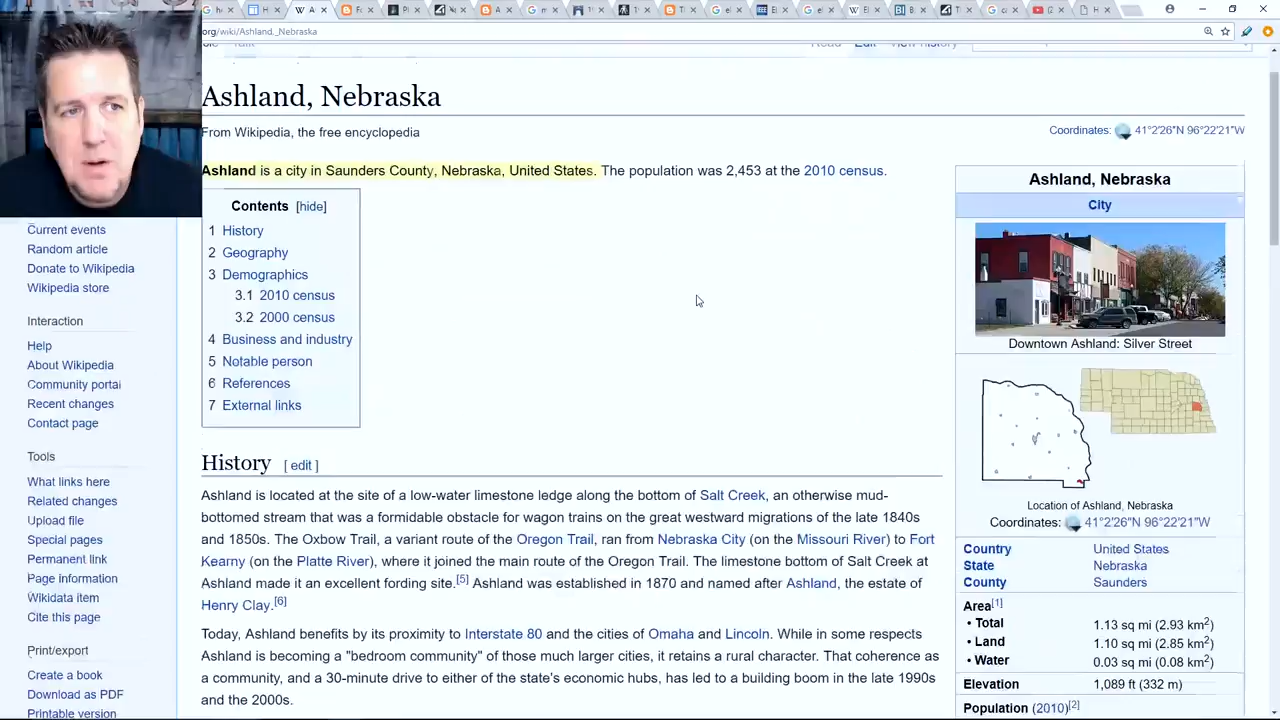 org/wiki/Ashland,_Nebraska
Talk
Read Edit View history
Ashland, Nebraska
From Wikipedia, the free encyclopedia
Coordinates: 41°2′26″N 96°22′21″W
Ashland is a city in Saunders County, Nebraska, United States. The population was 2,453 at the 2010 census.
Contents [hide]
1 History
2 Geography
3 Demographics
3.1 2010 census
3.2 2000 census
4 Business and industry
5 Notable person
6 References
7 External links
History [ edit ]
Ashland is located at the site of a low-water limestone ledge along the bottom of Salt Creek, an otherwise mud-
bottomed stream that was a formidable obstacle for wagon trains on the great westward migrations of the late 1840s
and 1850s. The Oxbow Trail, a variant route of the Oregon Trail, ran from Nebraska City (on the Missouri River) to Fort
Kearny (on the Platte River), where it joined the main route of the Oregon Trail. The limestone bottom of Salt Creek at
Ashland made it an excellent fording site.[5] Ashland was established in 1870 and named after Ashland, the estate of
Henry Clay.[6]
Today, Ashland benefits by its proximity to Interstate 80 and the cities of Omaha and Lincoln. While in some respects
Ashland is becoming a "bedroom community" of those much larger cities, it retains a rural character. That coherence as
a community, and a 30-minute drive to either of the state's economic hubs, has led to a building boom in the late 1990s
and the 2000s.
Current events
Random article
Donate to Wikipedia
Wikipedia store
Interaction
Help
About Wikipedia
Community portal
Recent changes
Contact page
Tools
What links here
Related changes
Upload file
Special pages
Permanent link
Page information
Wikidata item
Cite this page
Print/export
Create a book
Download as PDF
Printable version
Ashland, Nebraska
City
Downtown Ashland: Silver Street
Location of Ashland, Nebraska
Coordinates: 41°2′26″N 96°22′21″W
Country United States
State Nebraska
County Saunders
Area[1]
• Total 1.13 sq mi (2.93 km2)
• Land 1.10 sq mi (2.85 km2)
• Water 0.03 sq mi (0.08 km2)
Elevation 1,089 ft (332 m)
Population (2010)[2]